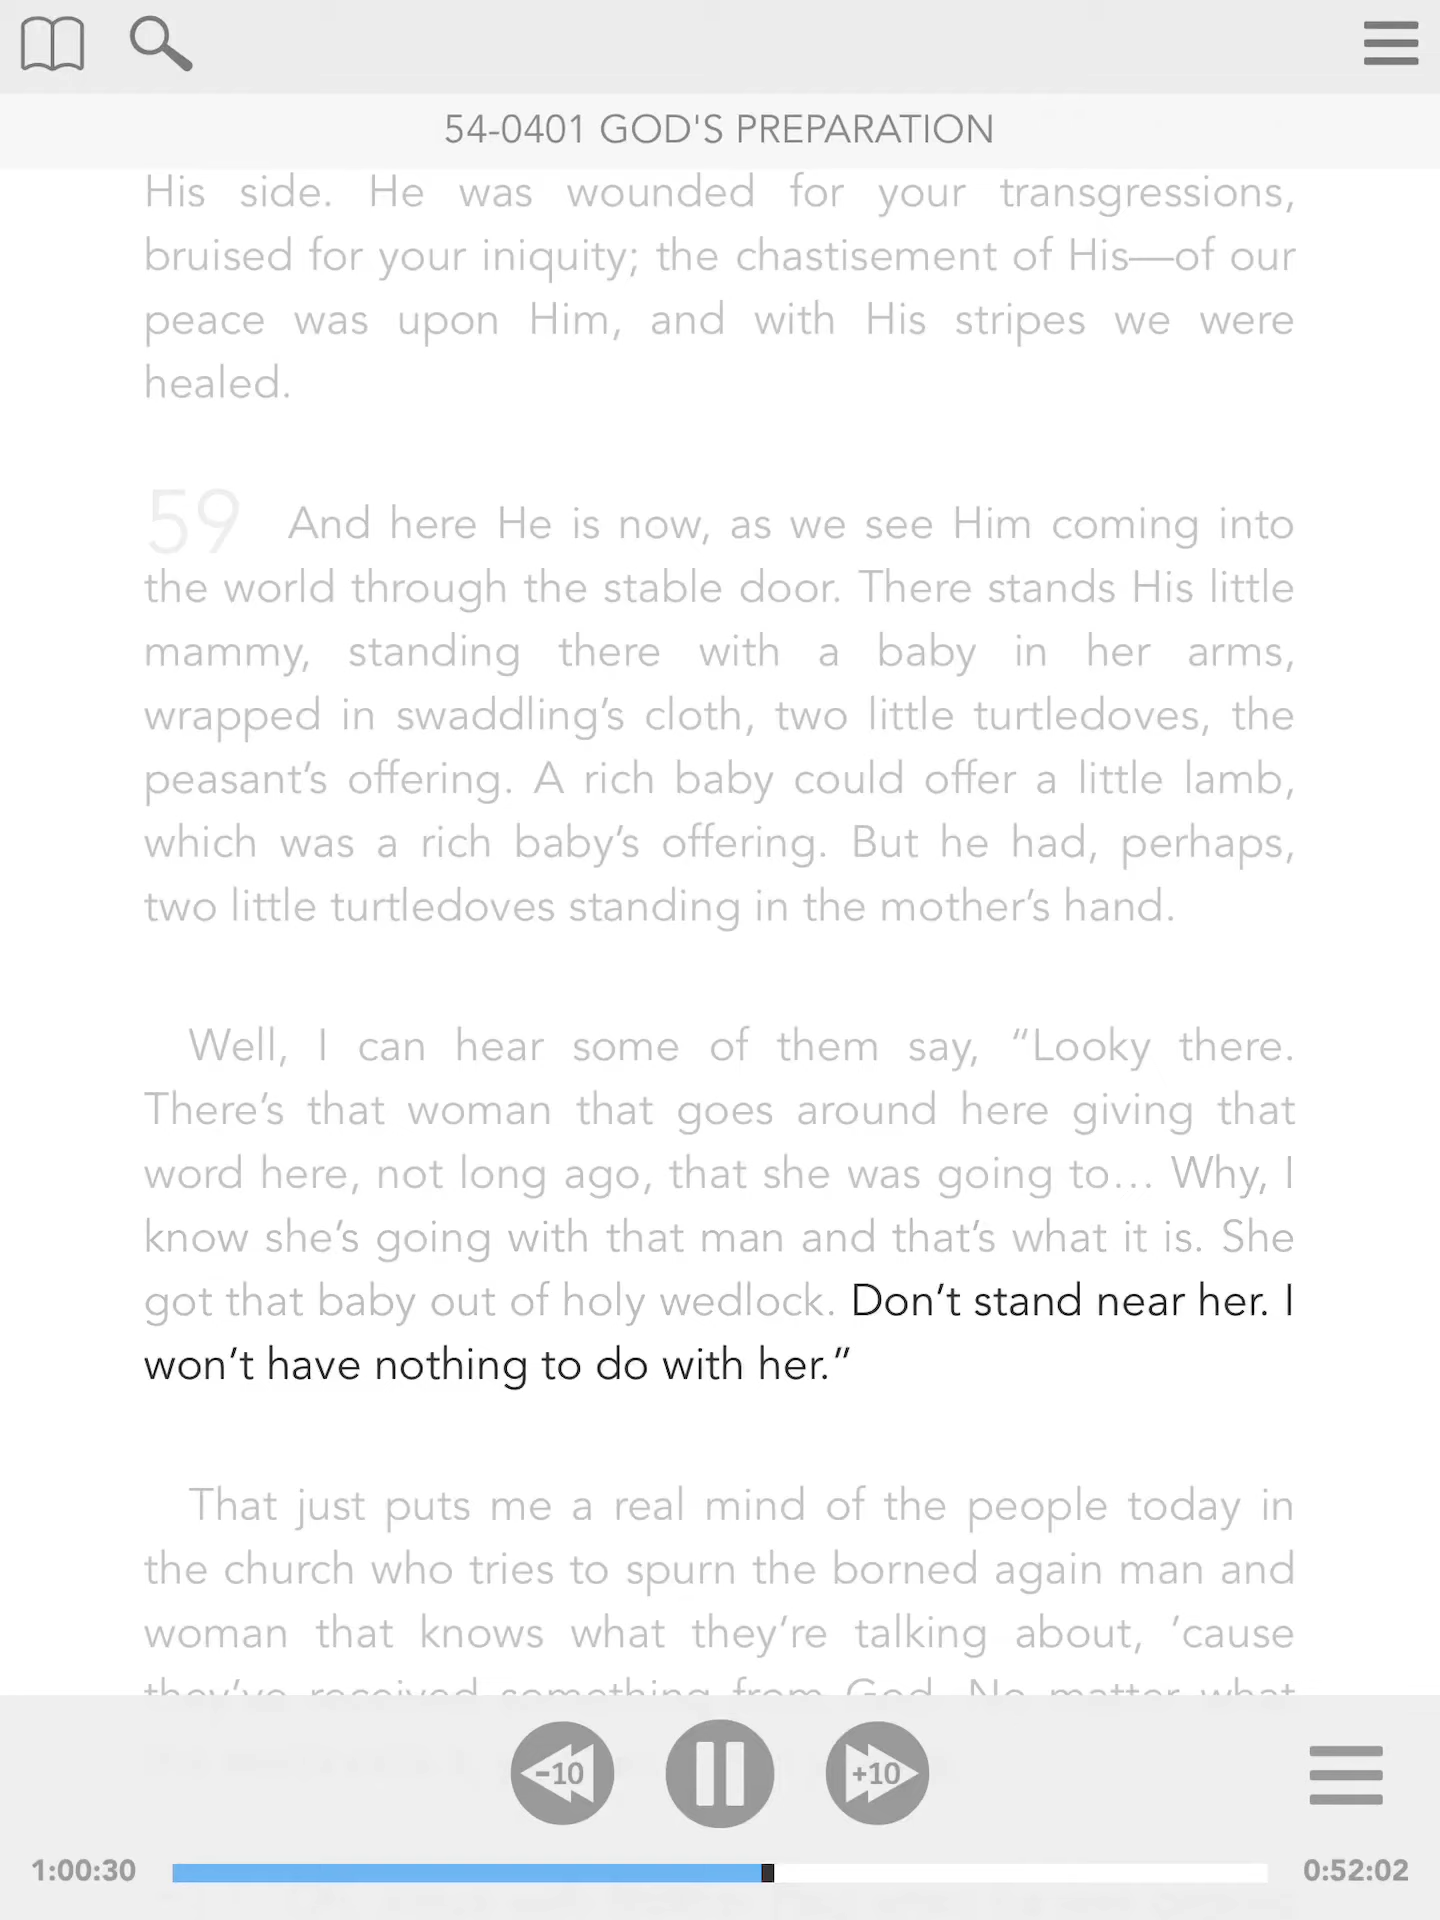 54-0401 GOD'S PREPARATION
His side. He was wounded for your transgressions,
bruised for your iniquity; the chastisement of His—of our
peace was upon Him, and with His stripes we were
healed.
59 And here He is now, as we see Him coming into
the world through the stable door. There stands His little
mammy, standing there with a baby in her arms,
wrapped in swaddling’s cloth, two little turtledoves, the
peasant’s offering. A rich baby could offer a little lamb,
which was a rich baby’s offering. But he had, perhaps,
two little turtledoves standing in the mother’s hand.
Well, I can hear some of them say, “Looky there.
There’s that woman that goes around here giving that
word here, not long ago, that she was going to… Why, I
know she’s going with that man and that’s what it is. She
got that baby out of holy wedlock. Don’t stand near her. I
won’t have nothing to do with her.”
That just puts me a real mind of the people today in
the church who tries to spurn the borned again man and
woman that knows what they’re talking about, ’cause
they’ve received something from God. No matter what
-10 +10
1:00:30 0:52:02